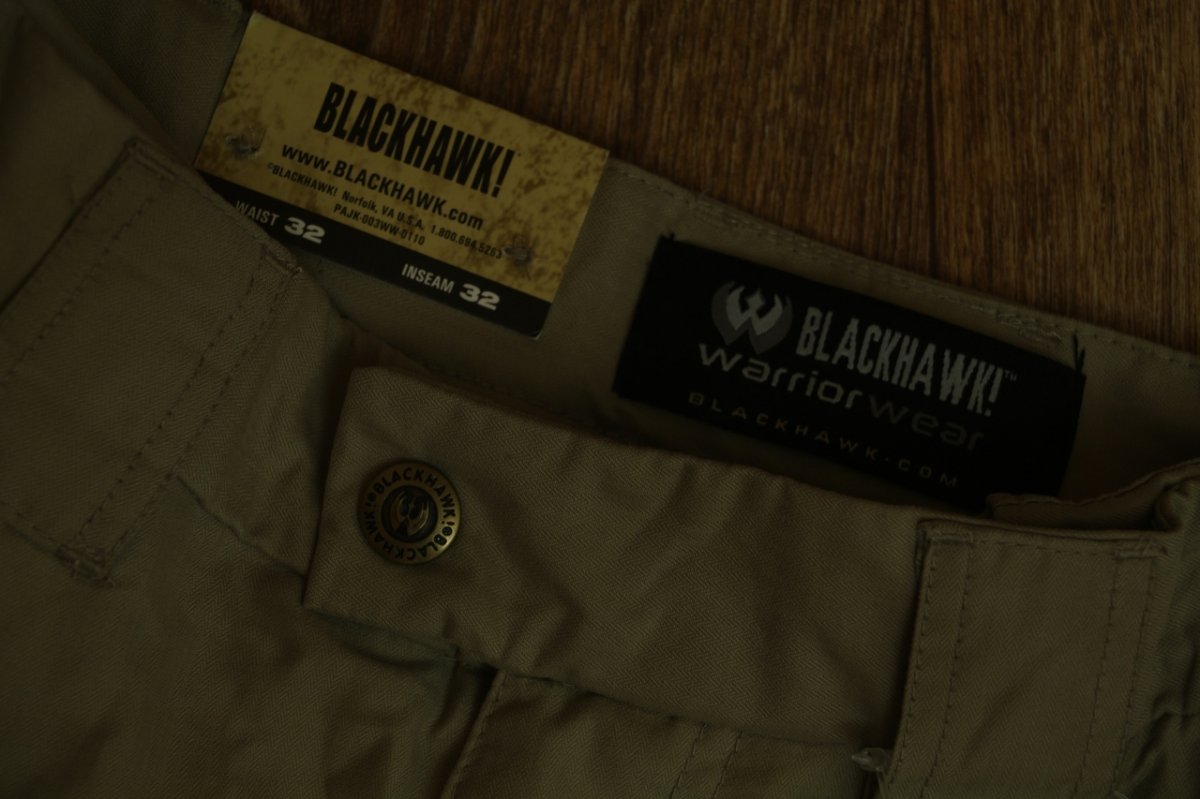 BLACKHAWK!
www.BLACKHAWK.com
©BLACKHAWK! Norfolk, VA U.S.A. 1.800.694.5263
PAJK-003WW-0110
WAIST 32
INSEAM 32
BLACKHAWK!™
warriorwear
BLACKHAWK.COM
BLACKHAWK!®BLACKHAWK!®